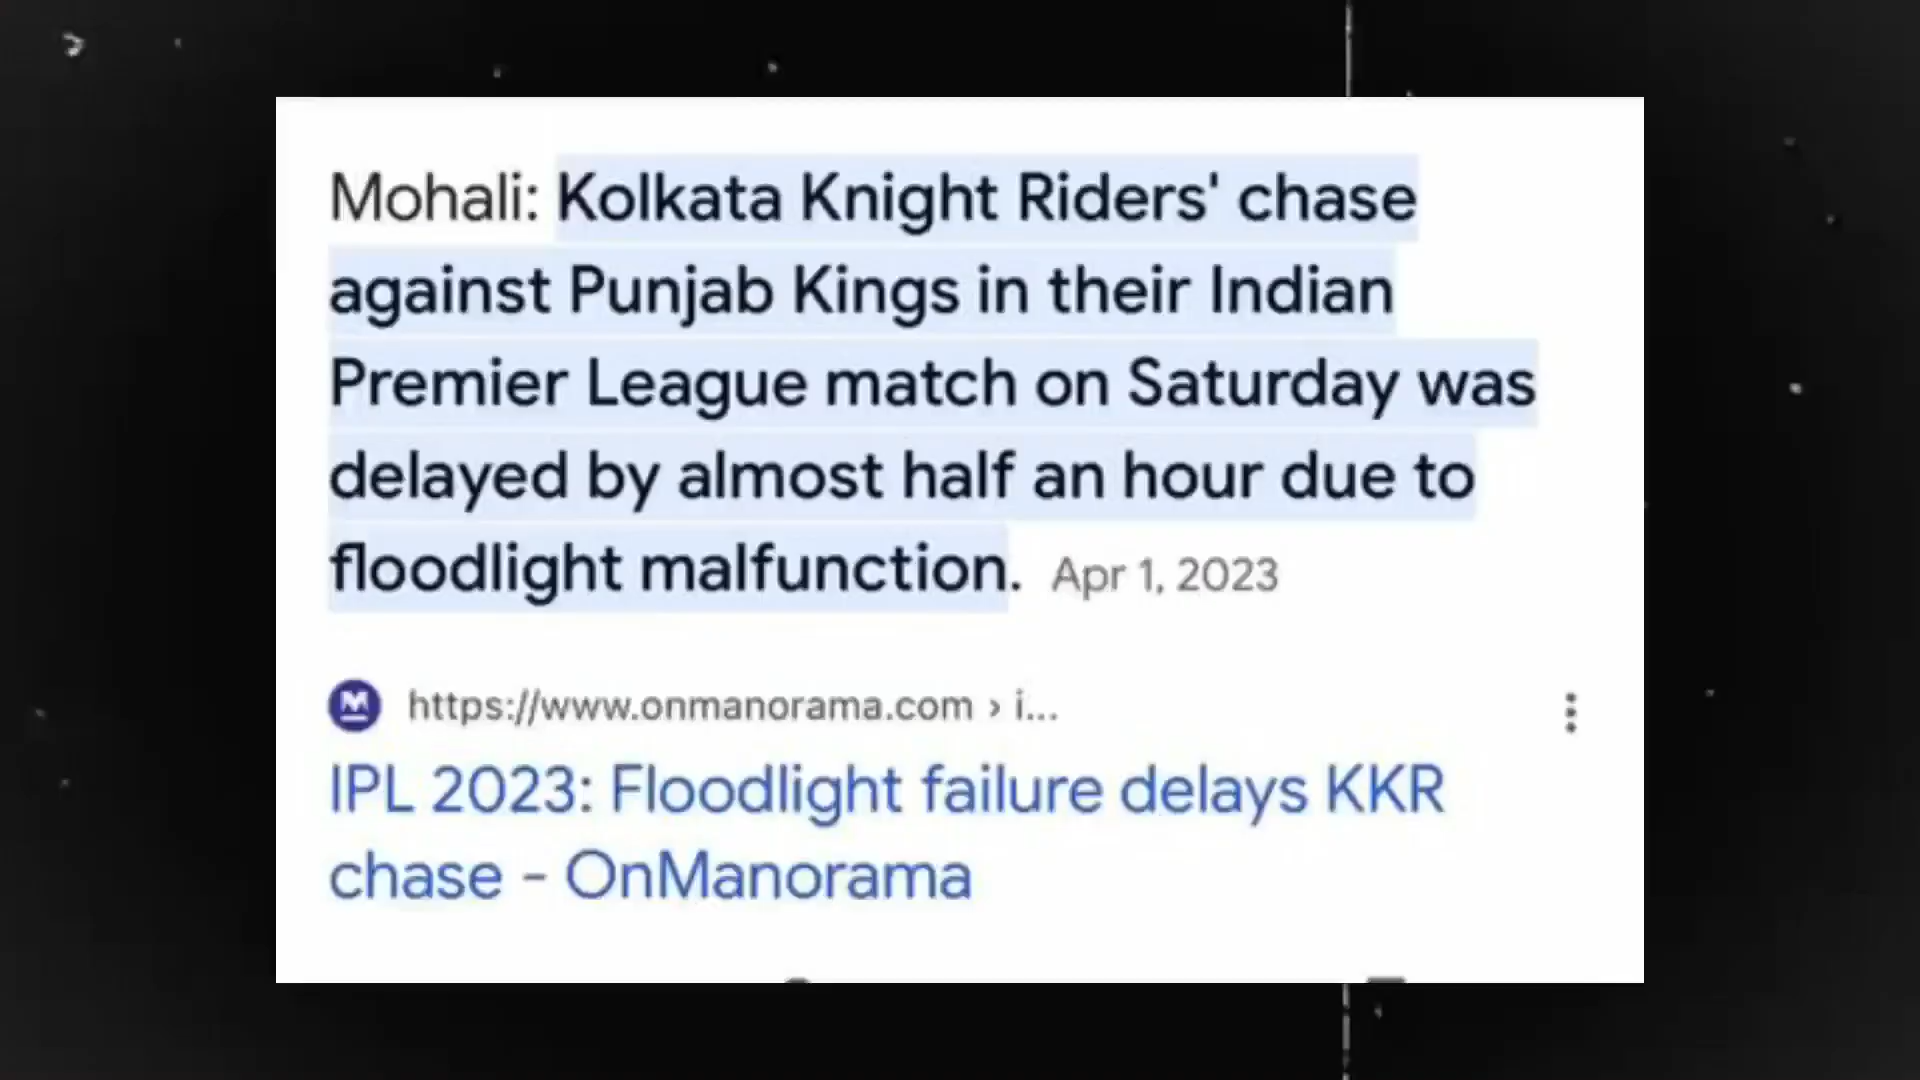 Mohali: Kolkata Knight Riders' chase
against Punjab Kings in their Indian
Premier League match on Saturday was
delayed by almost half an hour due to
floodlight malfunction. Apr 1, 2023
https://www.onmanorama.com › i...
IPL 2023: Floodlight failure delays KKR
chase - OnManorama